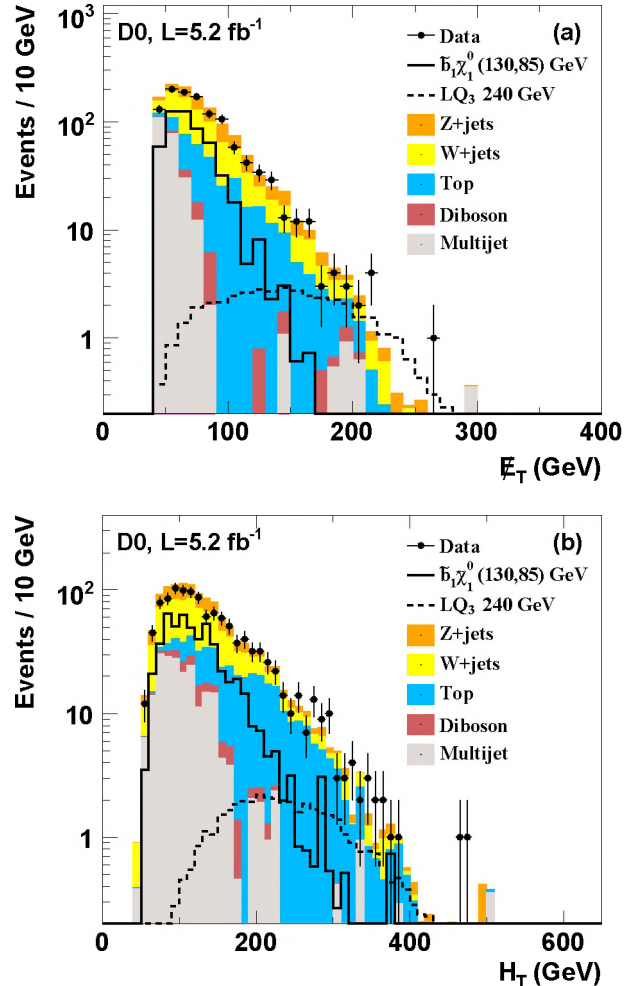 Events / 10 GeV
10³
10²
10
1
D0, L=5.2 fb⁻¹
(a)
Data
b̃₁χ̃₁⁰ (130,85) GeV
LQ₃ 240 GeV
Z+jets
W+jets
Top
Diboson
Multijet
0 100 200 300 400
E̸_T (GeV)
Events / 10 GeV
10²
10
1
D0, L=5.2 fb⁻¹
(b)
Data
b̃₁χ̃₁⁰ (130,85) GeV
LQ₃ 240 GeV
Z+jets
W+jets
Top
Diboson
Multijet
0 200 400 600
H_T (GeV)